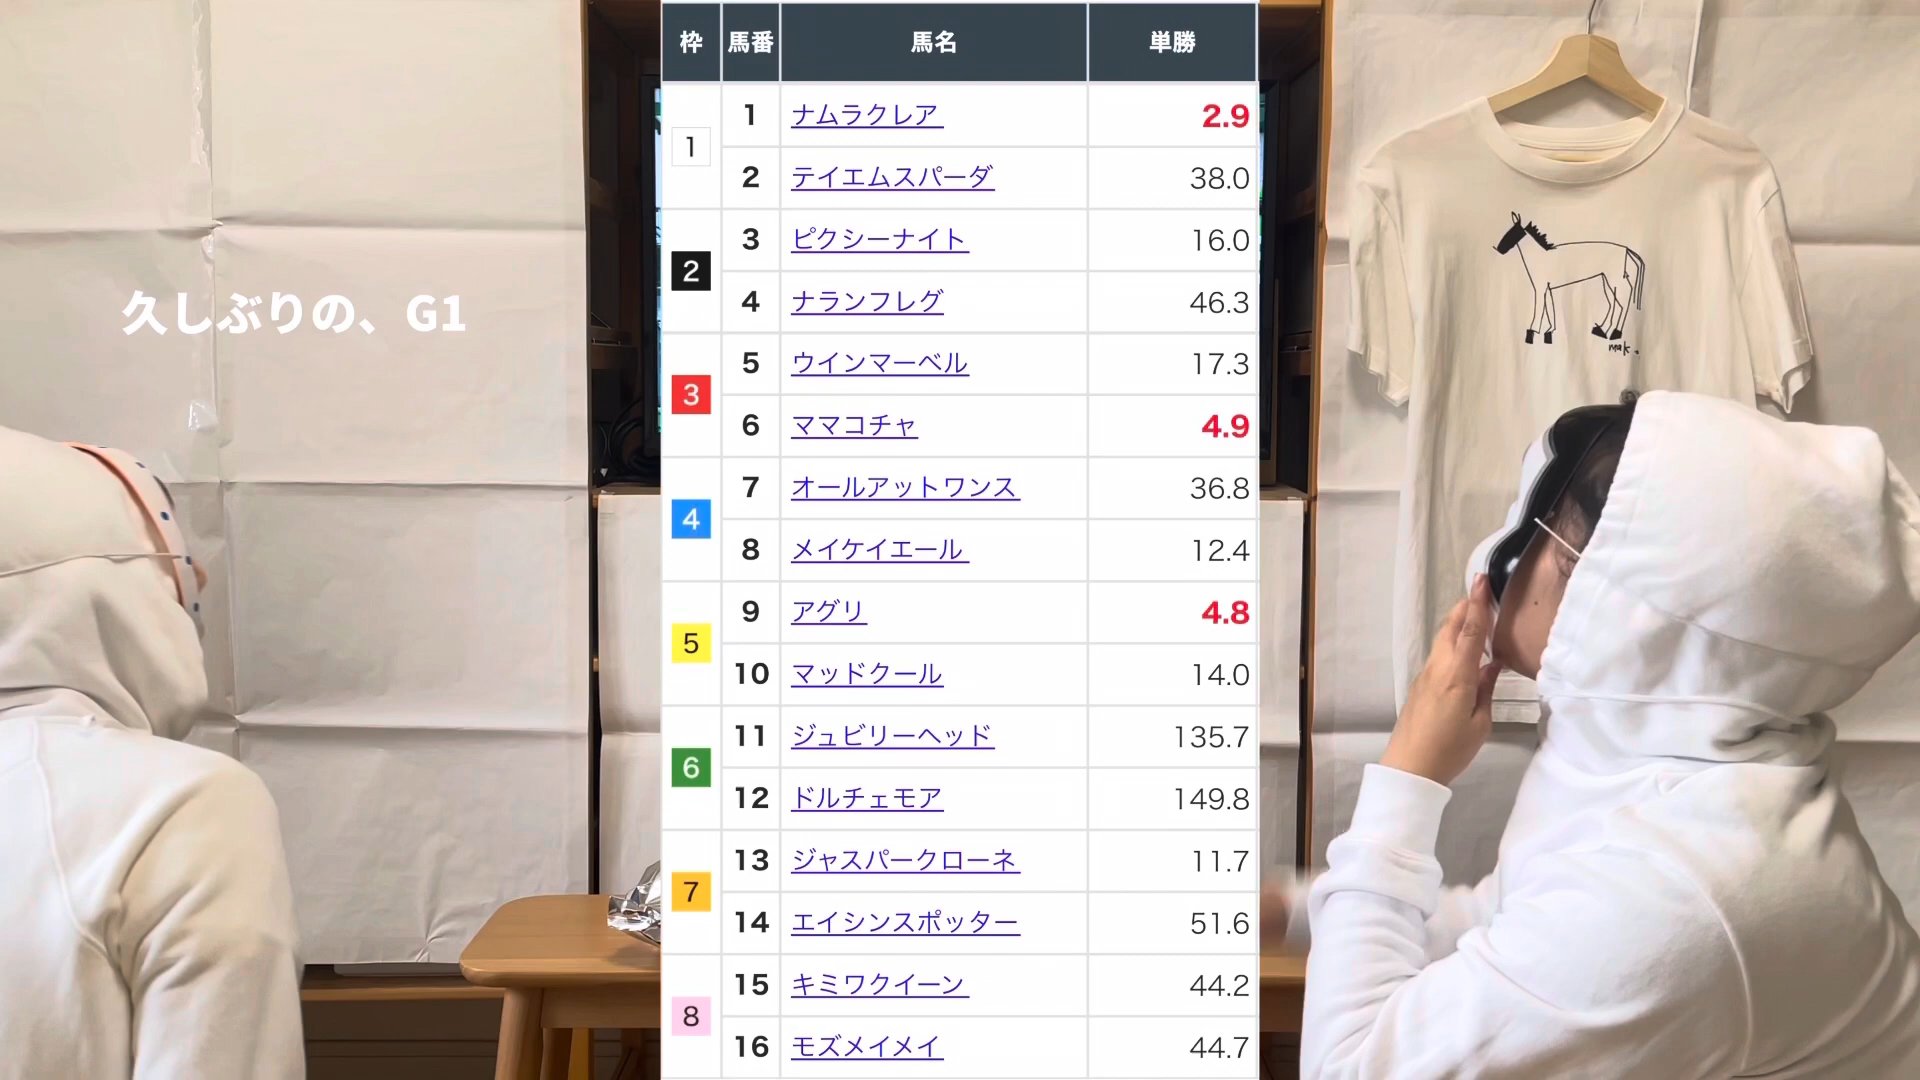 枠 馬番 馬名 単勝
1 1 ナムラクレア 2.9
2 テイエムスパーダ 38.0
2 3 ピクシーナイト 16.0
4 ナランフレグ 46.3
3 5 ウインマーベル 17.3
6 ママコチャ 4.9
4 7 オールアットワンス 36.8
8 メイケイエール 12.4
5 9 アグリ 4.8
10 マッドクール 14.0
6 11 ジュビリーヘッド 135.7
12 ドルチェモア 149.8
7 13 ジャスパークローネ 11.7
14 エイシンスポッター 51.6
8 15 キミワクイーン 44.2
16 モズメイメイ 44.7
久しぶりの、G1
mak.